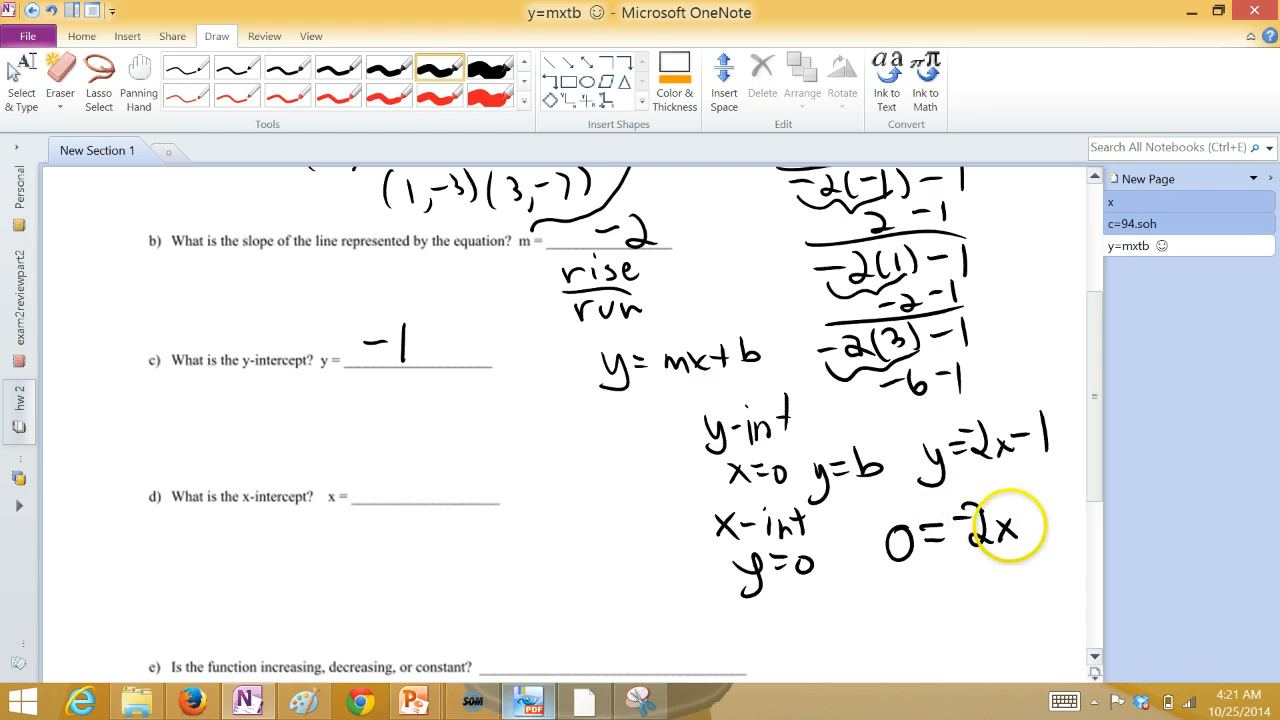 y=mxtb ☺ - Microsoft OneNote
File Home Insert Share Draw Review View
Select & Type
Eraser
Lasso Select
Panning Hand
Color & Thickness
Insert Space
Delete
Arrange
Rotate
Ink to Text
Ink to Math
Tools
Insert Shapes
Edit
Convert
New Section 1
Search All Notebooks (Ctrl+E)
New Page
x
c=94.soh
y=mxtb ☺
Personal
exam2reviewpart2
hw 2
(1,-3)(3,-7)
b) What is the slope of the line represented by the equation? m = -2
rise
run
c) What is the y-intercept? y = -1
y = mx + b
d) What is the x-intercept? x =
e) Is the function increasing, decreasing, or constant?
-2(-1) - 1
2 - 1
-2(1) - 1
-2 - 1
-2(3) - 1
-6 - 1
y-int
x=0 y=b
y=-2x-1
x-int
y=0
0=-2x
SOM
PDF
4:21 AM
10/25/2014